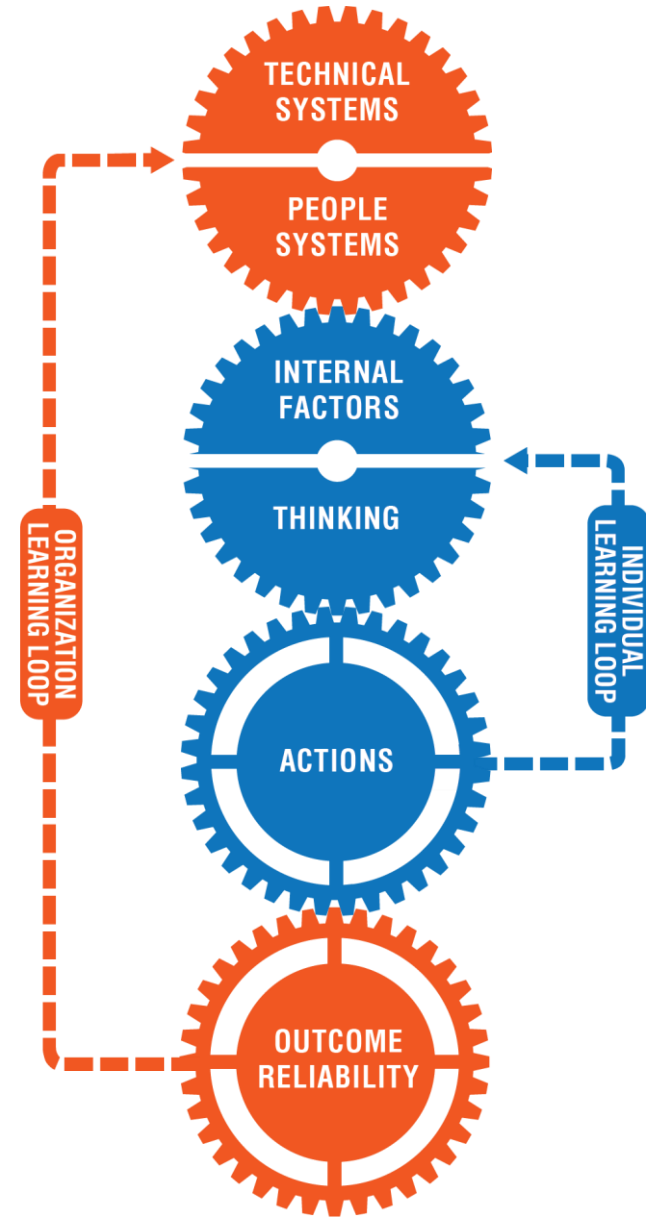 TECHNICAL
SYSTEMS
PEOPLE
SYSTEMS
INTERNAL
FACTORS
THINKING
ORGANIZATION
LEARNING LOOP
INDIVIDUAL
LEARNING LOOP
ACTIONS
OUTCOME
RELIABILITY